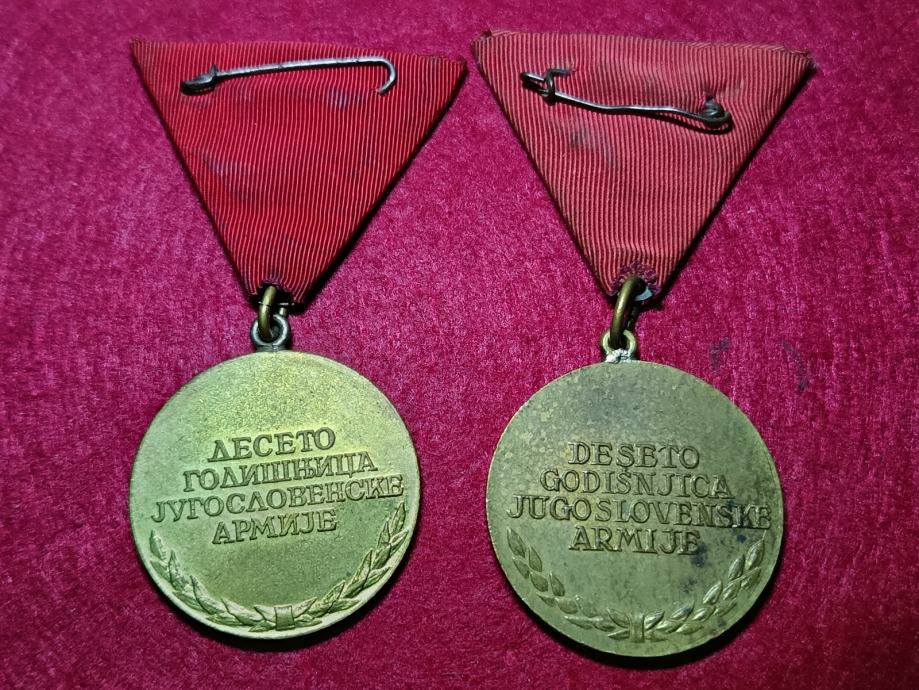 ДЕСЕТО
ГОДИШЊИЦА
ЈУГОСЛОВЕНСКЕ
АРМИЈЕ
DESETO
GODIŠNJICA
JUGOSLOVENSKE
ARMIJE